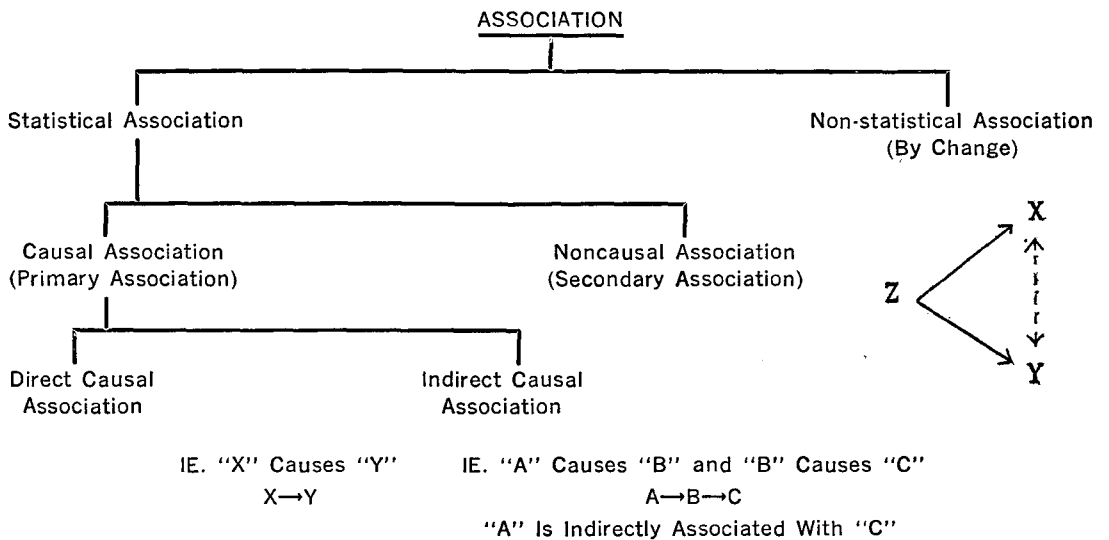 ASSOCIATION
Statistical Association
Non-statistical Association
(By Change)
Causal Association
(Primary Association)
Noncausal Association
(Secondary Association)
X
Z
Y
Direct Causal
Association
Indirect Causal
Association
IE. “X” Causes “Y”
X→Y
IE. “A” Causes “B” and “B” Causes “C”
A→B→C
“A” Is Indirectly Associated With “C”